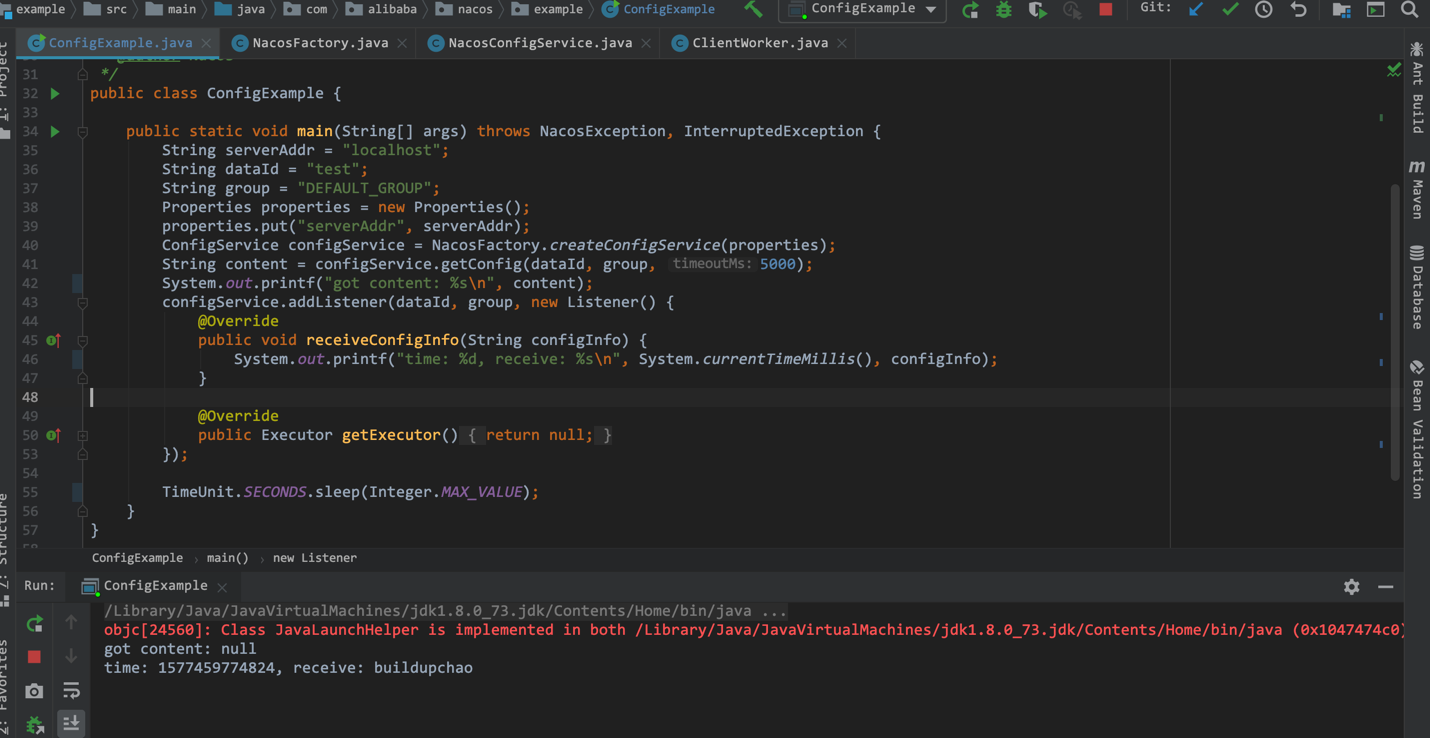 example src main java com alibaba nacos example ConfigExample ConfigExample Git:
ConfigExample.java NacosFactory.java NacosConfigService.java ClientWorker.java
31 */
32 public class ConfigExample {
33
34 public static void main(String[] args) throws NacosException, InterruptedException {
35 String serverAddr = "localhost";
36 String dataId = "test";
37 String group = "DEFAULT_GROUP";
38 Properties properties = new Properties();
39 properties.put("serverAddr", serverAddr);
40 ConfigService configService = NacosFactory.createConfigService(properties);
41 String content = configService.getConfig(dataId, group, timeoutMs: 5000);
42 System.out.printf("got content: %s\n", content);
43 configService.addListener(dataId, group, new Listener() {
44 @Override
45 public void receiveConfigInfo(String configInfo) {
46 System.out.printf("time: %d, receive: %s\n", System.currentTimeMillis(), configInfo);
47 }
48
49 @Override
50 public Executor getExecutor() { return null; }
53 });
54
55 TimeUnit.SECONDS.sleep(Integer.MAX_VALUE);
56 }
57 }
ConfigExample main() new Listener
Run: ConfigExample
/Library/Java/JavaVirtualMachines/jdk1.8.0_73.jdk/Contents/Home/bin/java ...
objc[24560]: Class JavaLaunchHelper is implemented in both /Library/Java/JavaVirtualMachines/jdk1.8.0_73.jdk/Contents/Home/bin/java (0x1047474c0)
got content: null
time: 1577459774824, receive: buildupchao
1: Project
Z: Structure
2: Favorites
Ant Build
m Maven
Database
Bean Validation